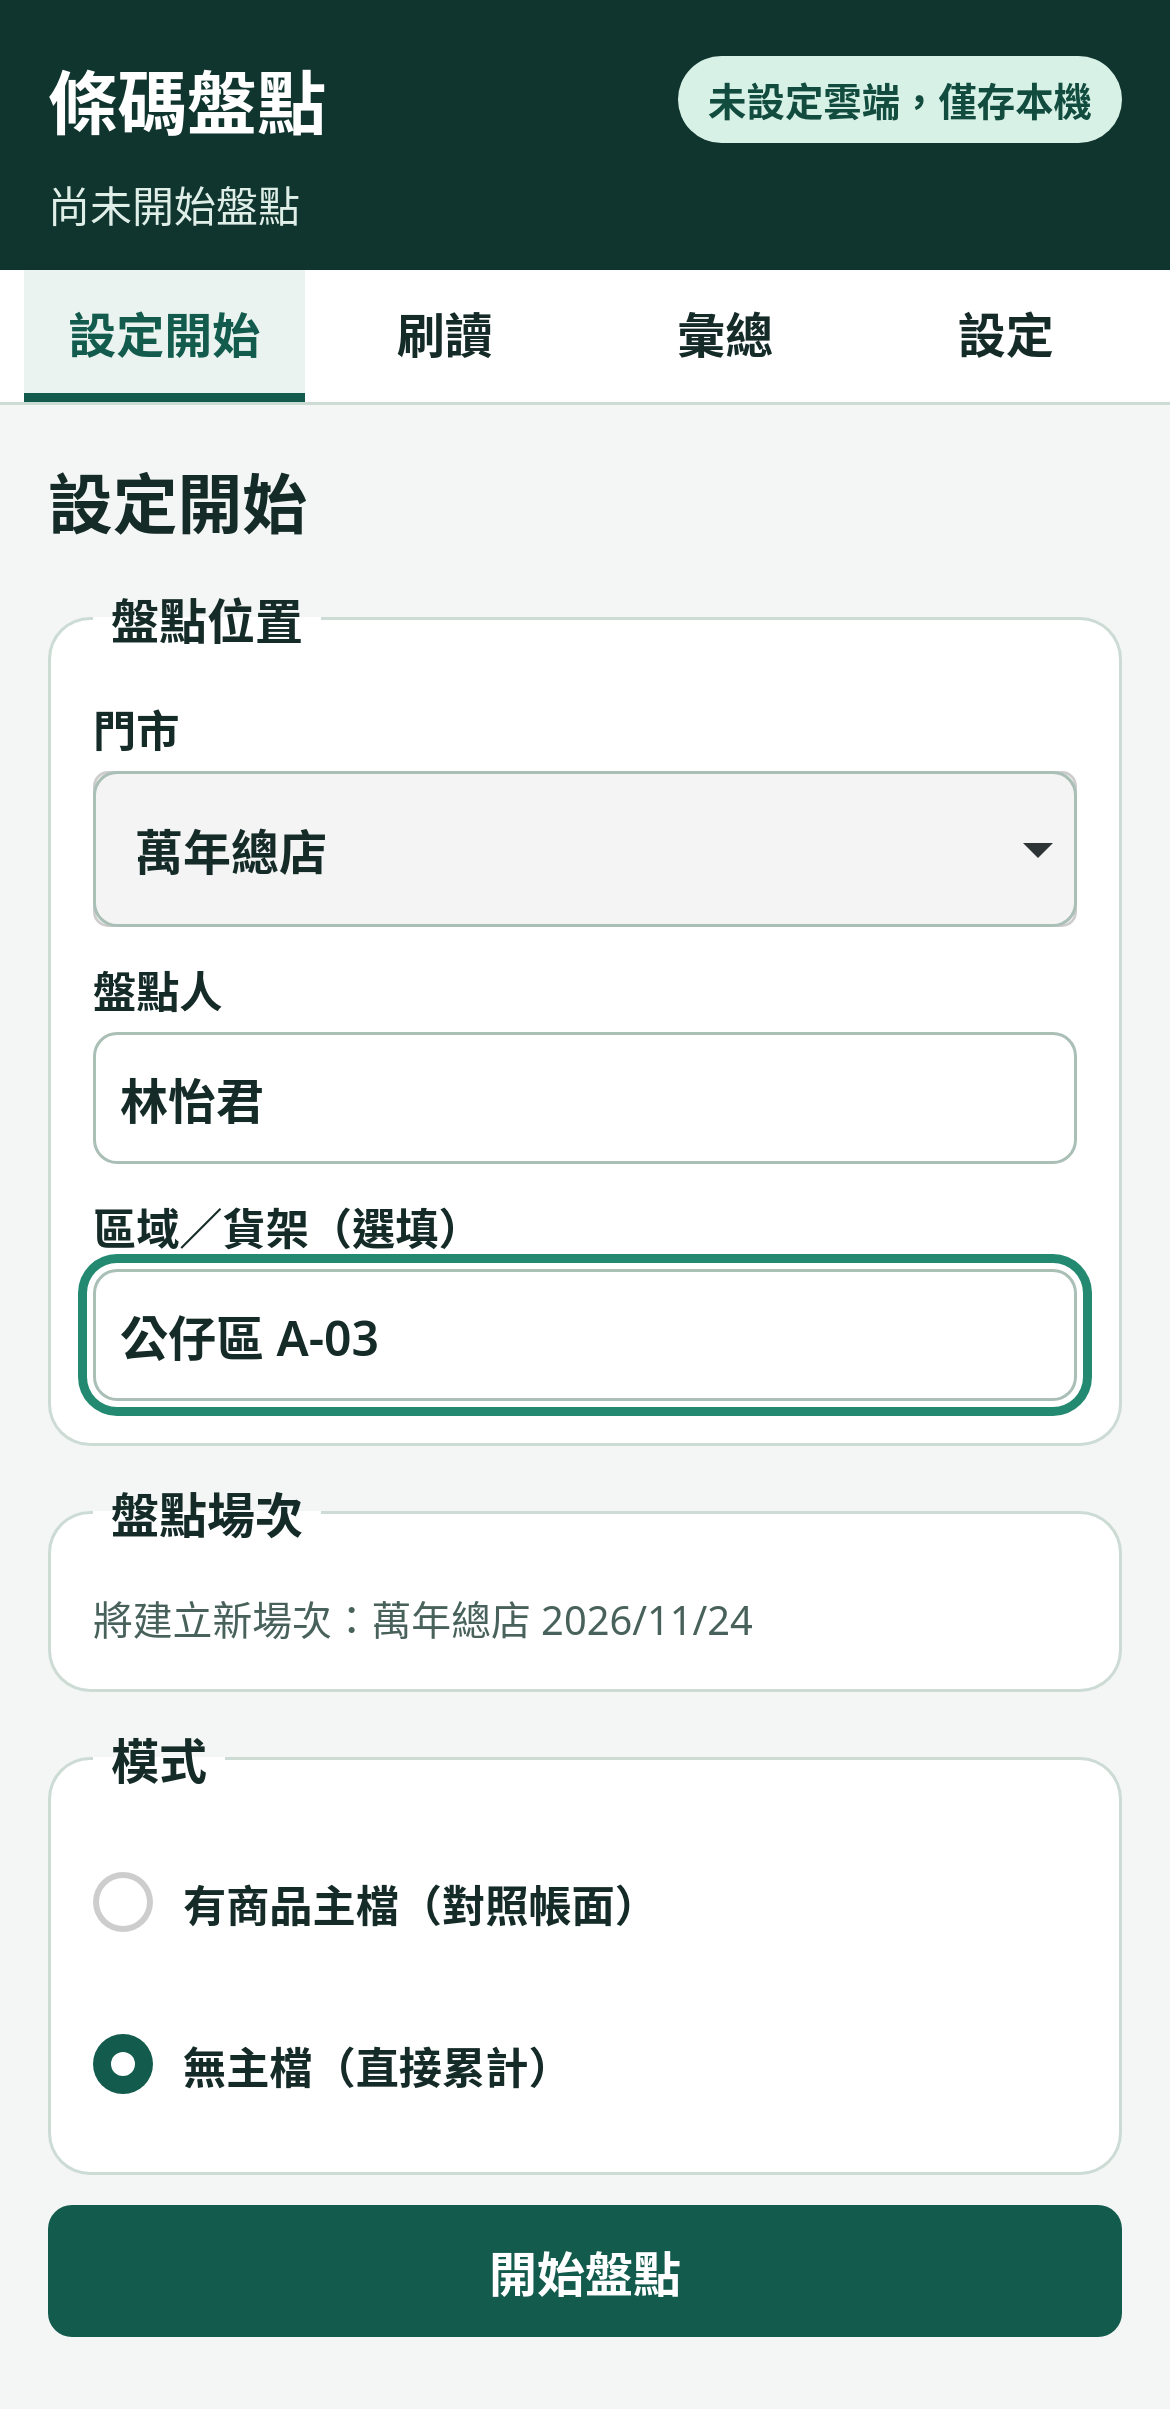 條碼盤點
未設定雲端，僅存本機
尚未開始盤點
設定開始
刷讀
彙總
設定
設定開始
盤點位置
門市
萬年總店
盤點人
林怡君
區域／貨架（選填）
公仔區 A-03
盤點場次
將建立新場次：萬年總店 2026/11/24
模式
有商品主檔（對照帳面）
無主檔（直接累計）
開始盤點